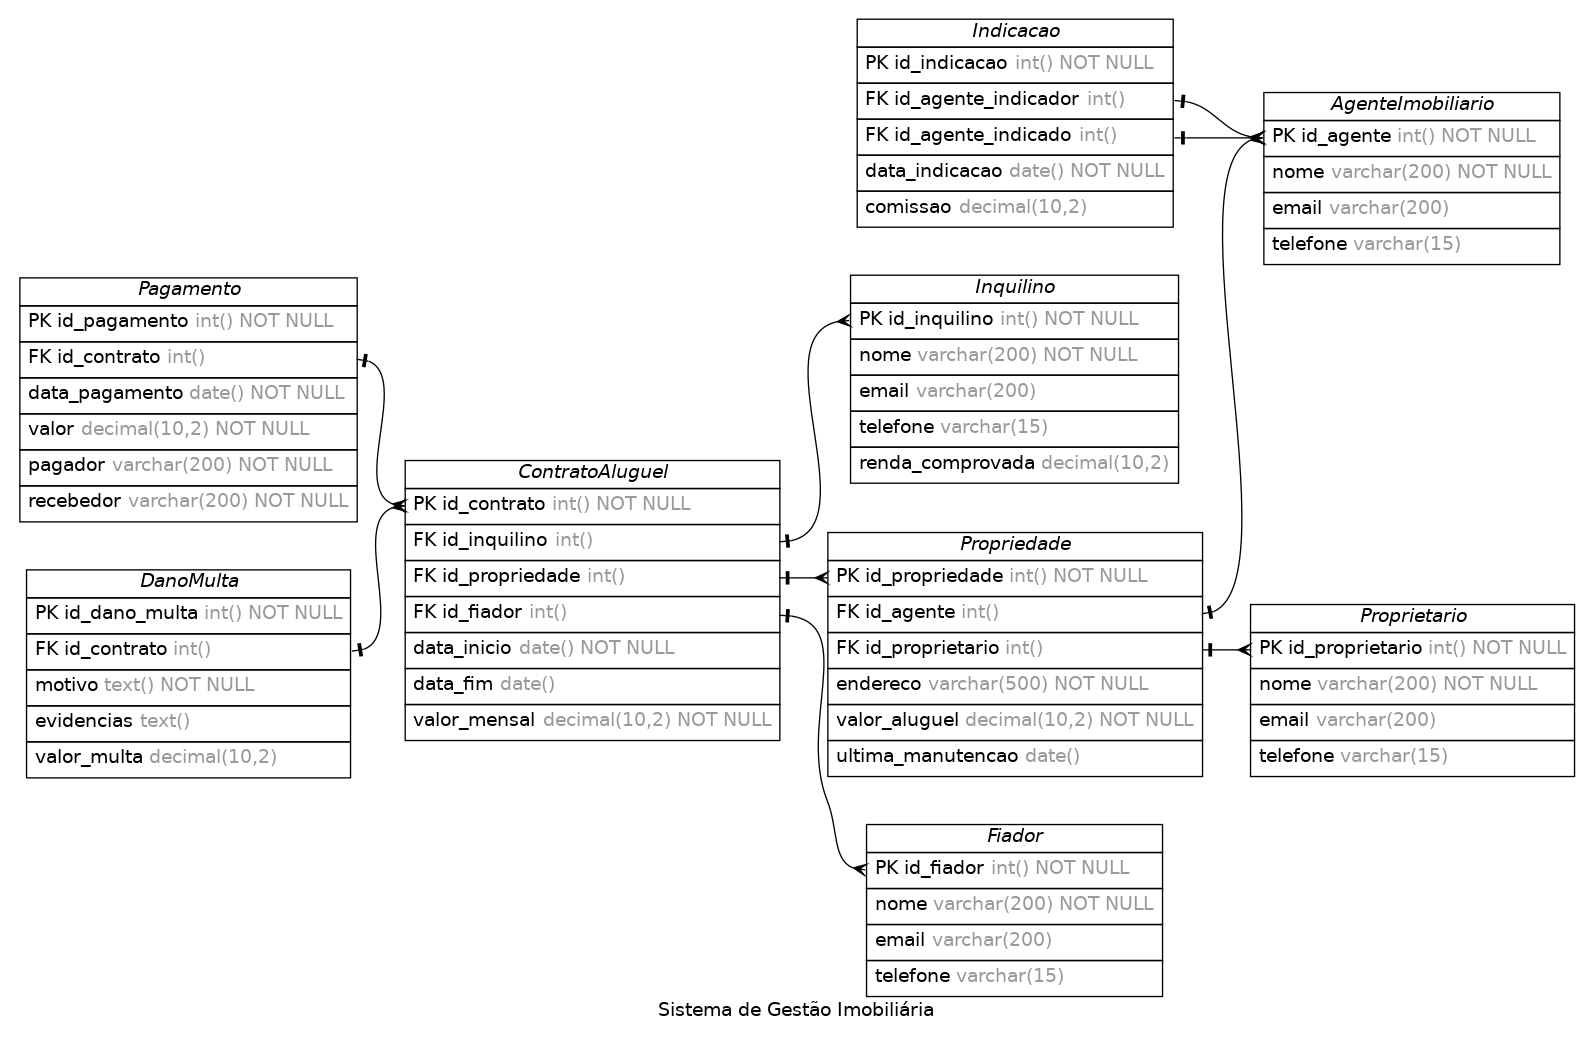 Indicacao
PK id_indicacao int() NOT NULL
FK id_agente_indicador int()
FK id_agente_indicado int()
data_indicacao date() NOT NULL
comissao decimal(10,2)
AgenteImobiliario
PK id_agente int() NOT NULL
nome varchar(200) NOT NULL
email varchar(200)
telefone varchar(15)
Pagamento
PK id_pagamento int() NOT NULL
FK id_contrato int()
data_pagamento date() NOT NULL
valor decimal(10,2) NOT NULL
pagador varchar(200) NOT NULL
recebedor varchar(200) NOT NULL
Inquilino
PK id_inquilino int() NOT NULL
nome varchar(200) NOT NULL
email varchar(200)
telefone varchar(15)
renda_comprovada decimal(10,2)
ContratoAluguel
PK id_contrato int() NOT NULL
FK id_inquilino int()
FK id_propriedade int()
FK id_fiador int()
data_inicio date() NOT NULL
data_fim date()
valor_mensal decimal(10,2) NOT NULL
Propriedade
PK id_propriedade int() NOT NULL
FK id_agente int()
FK id_proprietario int()
endereco varchar(500) NOT NULL
valor_aluguel decimal(10,2) NOT NULL
ultima_manutencao date()
DanoMulta
PK id_dano_multa int() NOT NULL
FK id_contrato int()
motivo text() NOT NULL
evidencias text()
valor_multa decimal(10,2)
Proprietario
PK id_proprietario int() NOT NULL
nome varchar(200) NOT NULL
email varchar(200)
telefone varchar(15)
Fiador
PK id_fiador int() NOT NULL
nome varchar(200) NOT NULL
email varchar(200)
telefone varchar(15)
Sistema de Gestão Imobiliária